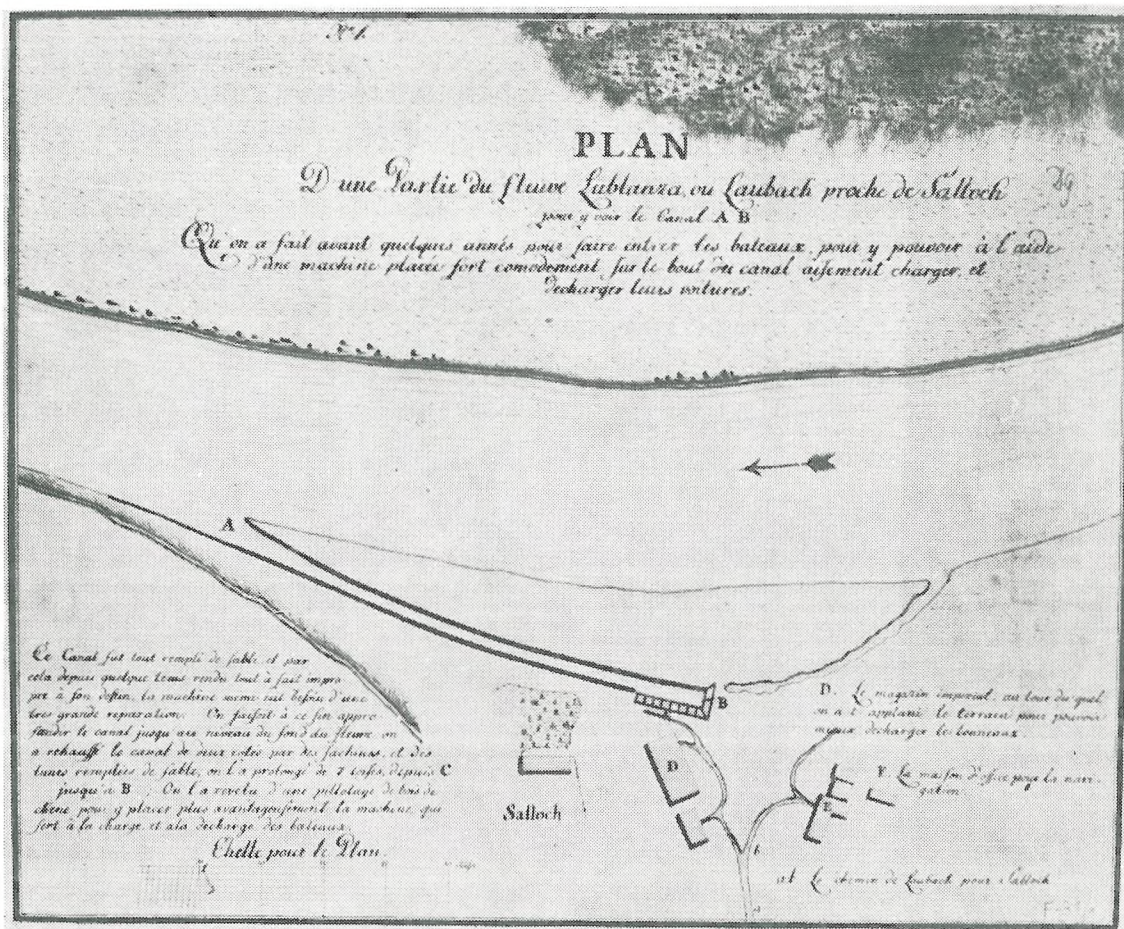 Nº 1.
PLAN
D'une Partie du fleuve Lublanza, ou Laubach proche de Salloch
pour y voir le Canal A B
Qu'on a fait avant quelques annés pour faire entrer les bateaux, pour y pouvoir à l'aide
d'une machine placée fort comodement sur le bout du canal aisement charger, et
decharger leurs voitures.
A
B
Le Canal fut tout rempli de sable, et par
cela depuis quelque tems rendu tout à fait impro
pre à son destin, la machine meme eut besoin d'une
tres grande reparation. On faisoit à ce fin appro
fonder le canal jusqu'au niveau du fond du fleuve on
a rehaussé le canal de deux cotés par des fachines, et des
remplies de sable, on l'a prolongé de 7 toises, depuis C
jusqu'à B; On l'a revetu d'une pillotage de bois de
chêne pour y placer plus avantageusement la machine, qui
sert à la charge, et à la decharge des bateaux.
Salloch
D
E
b
D. Le magazin imperial, au tour du quel
on a applani le terrain pour pouvoir
mieux decharger le tonneaux.
La maison d'office pour la navi-
gation.
Le chemin de Laubach pour Salloch
Echelle pour le Plan.